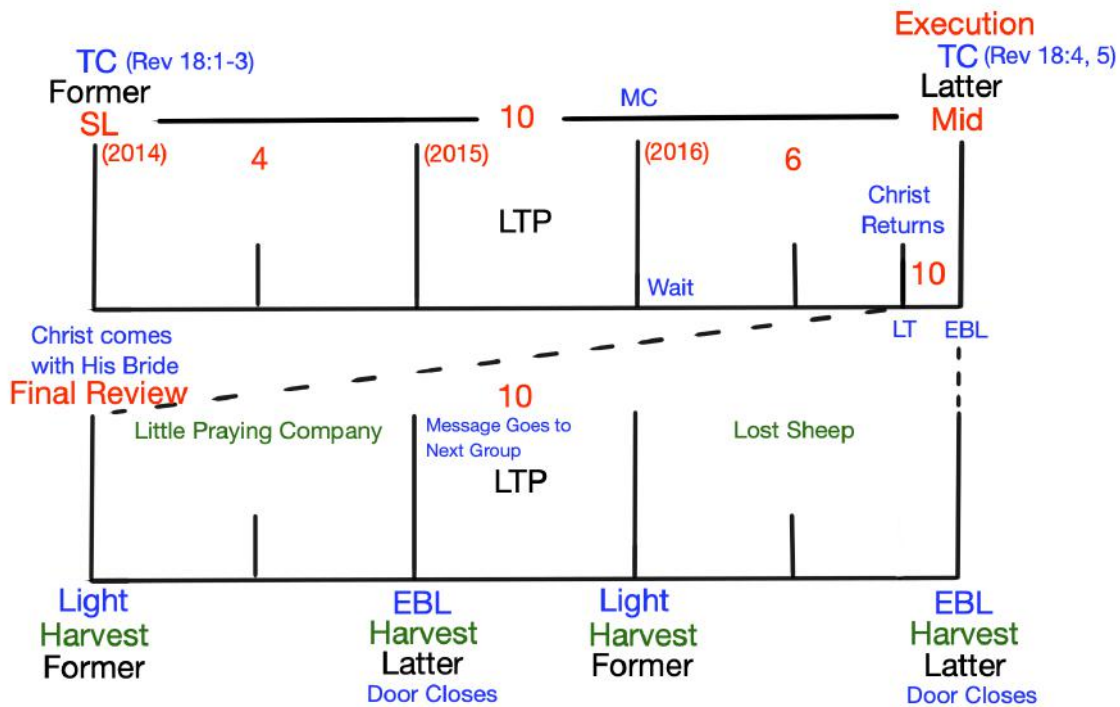 Execution
TC (Rev 18:1-3)
TC (Rev 18:4, 5)
Former
Latter
SL
10
MC
Mid
(2014)
4
(2015)
(2016)
6
LTP
Christ
Returns
10
Wait
LT
EBL
Christ comes
with His Bride
Final Review
10
Little Praying Company
Message Goes to
Next Group
Lost Sheep
LTP
Light
EBL
Light
EBL
Harvest
Harvest
Harvest
Harvest
Former
Latter
Former
Latter
Door Closes
Door Closes